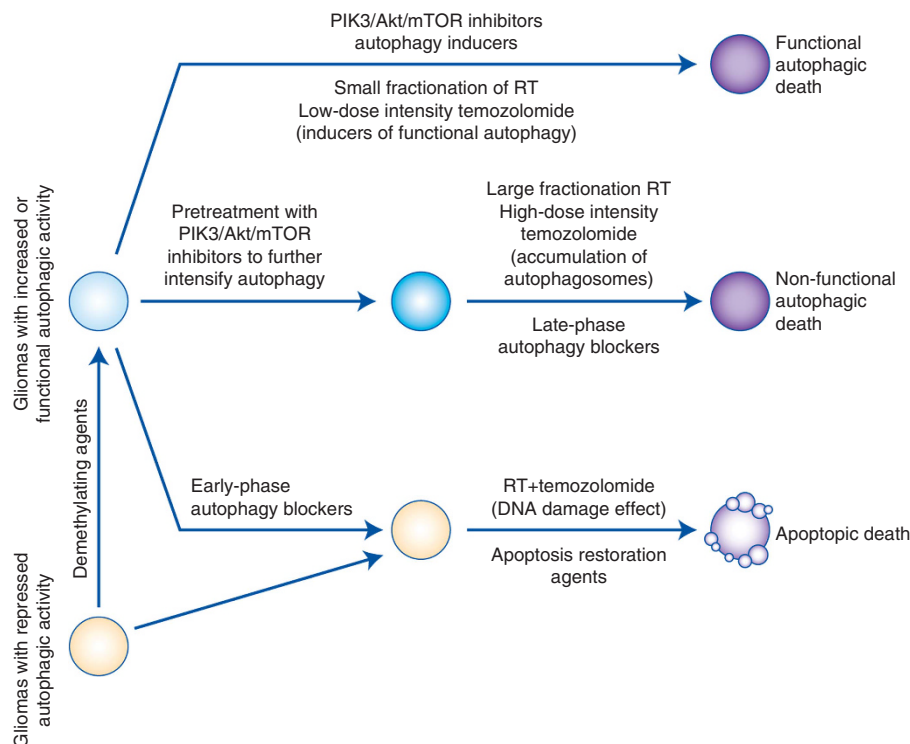 PIK3/Akt/mTOR inhibitors
autophagy inducers
Small fractionation of RT
Low-dose intensity temozolomide
(inducers of functional autophagy)
Functional
autophagic
death
Gliomas with increased or
functional autophagic activity
Pretreatment with
PIK3/Akt/mTOR
inhibitors to further
intensify autophagy
Large fractionation RT
High-dose intensity
temozolomide
(accumulation of
autophagosomes)
Late-phase
autophagy blockers
Non-functional
autophagic
death
Demethylating agents
Early-phase
autophagy blockers
RT+temozolomide
(DNA damage effect)
Apoptosis restoration
agents
Apoptopic death
Gliomas with repressed
autophagic activity